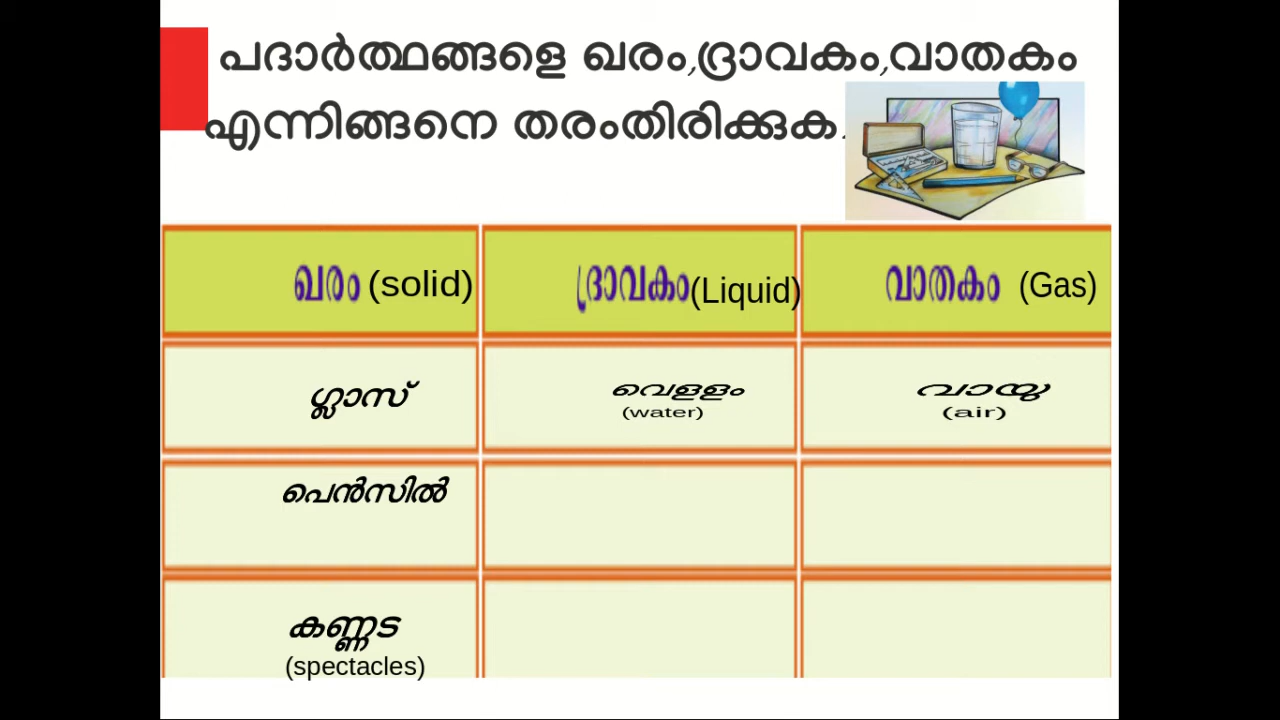 പദാർത്ഥങ്ങളെ ഖരം,ദ്രാവകം,വാതകം
എന്നിങ്ങനെ തരംതിരിക്കുക.
ഖരം (solid)
ദ്രാവകം(Liquid)
വാതകം (Gas)
ഗ്ലാസ്
വെള്ളം
(water)
വായു
(air)
പെൻസിൽ
കണ്ണട
(spectacles)